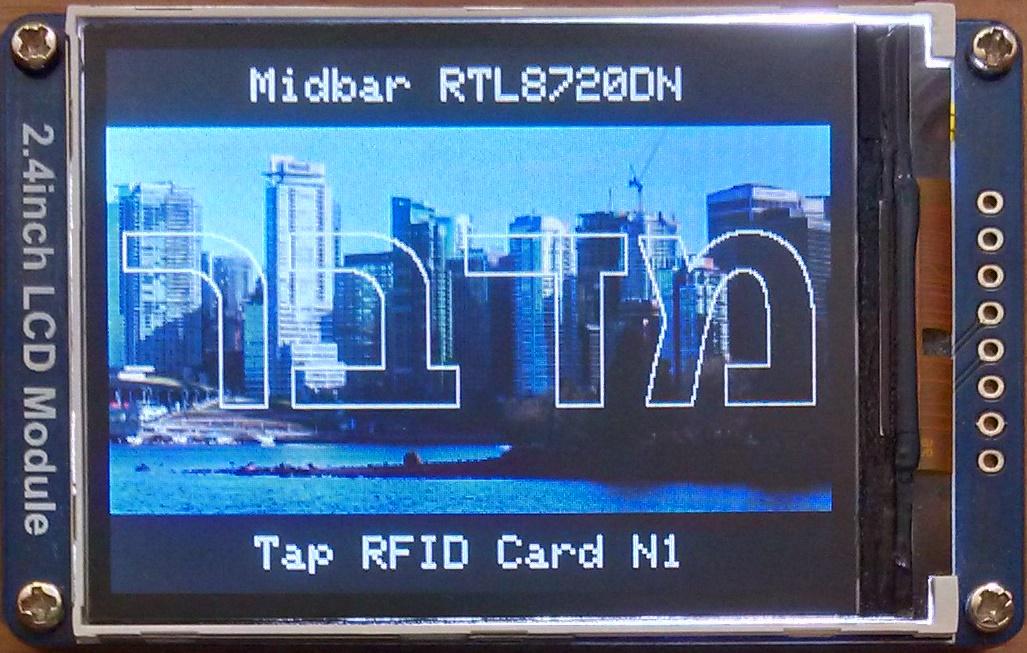 Midbar RTL8720DN
מדבר
Tap RFID Card N1
2.4inch LCD Module